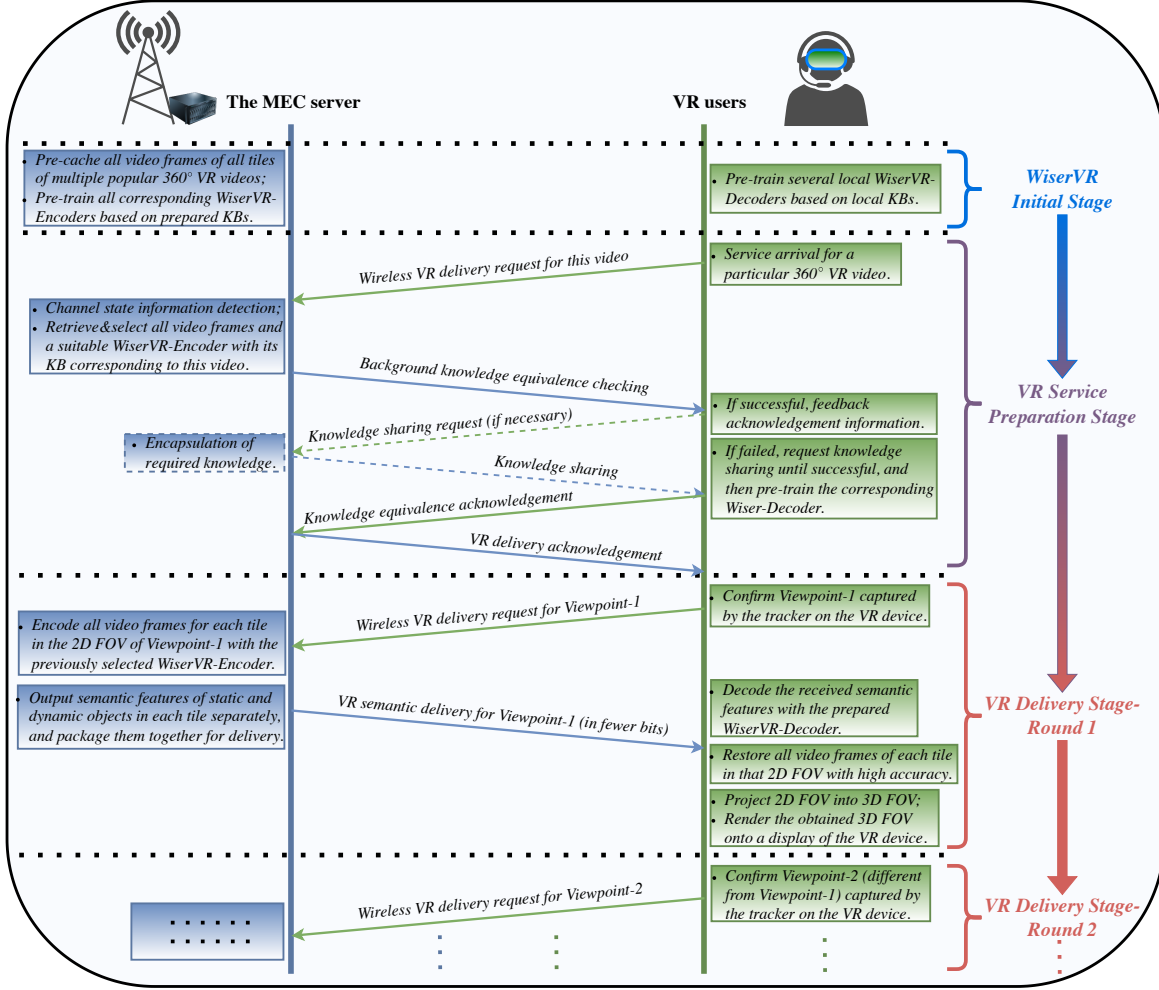 The MEC server
VR users
• Pre-cache all video frames of all tiles
of multiple popular 360° VR videos;
• Pre-train all corresponding WiserVR-
Encoders based on prepared KBs.
• Pre-train several local WiserVR-
Decoders based on local KBs.
WiserVR
Initial Stage
• Service arrival for a
particular 360° VR video.
Wireless VR delivery request for this video
• Channel state information detection;
• Retrieve&select all video frames and
a suitable WiserVR-Encoder with its
KB corresponding to this video.
Background knowledge equivalence checking
VR Service
Preparation Stage
• If successful, feedback
acknowledgement information.
Knowledge sharing request (if necessary)
• Encapsulation of
required knowledge.
Knowledge sharing
• If failed, request knowledge
sharing until successful, and
then pre-train the corresponding
Wiser-Decoder.
Knowledge equivalence acknowledgement
VR delivery acknowledgement
• Confirm Viewpoint-1 captured
by the tracker on the VR device.
Wireless VR delivery request for Viewpoint-1
• Encode all video frames for each tile
in the 2D FOV of Viewpoint-1 with the
previously selected WiserVR-Encoder.
• Output semantic features of static and
dynamic objects in each tile separately,
and package them together for delivery.
VR semantic delivery for Viewpoint-1 (in fewer bits)
• Decode the received semantic
features with the prepared
WiserVR-Decoder.
VR Delivery Stage-
Round 1
• Restore all video frames of each tile
in that 2D FOV with high accuracy.
• Project 2D FOV into 3D FOV;
• Render the obtained 3D FOV
onto a display of the VR device.
• Confirm Viewpoint-2 (different
from Viewpoint-1) captured by
the tracker on the VR device.
Wireless VR delivery request for Viewpoint-2
VR Delivery Stage-
Round 2